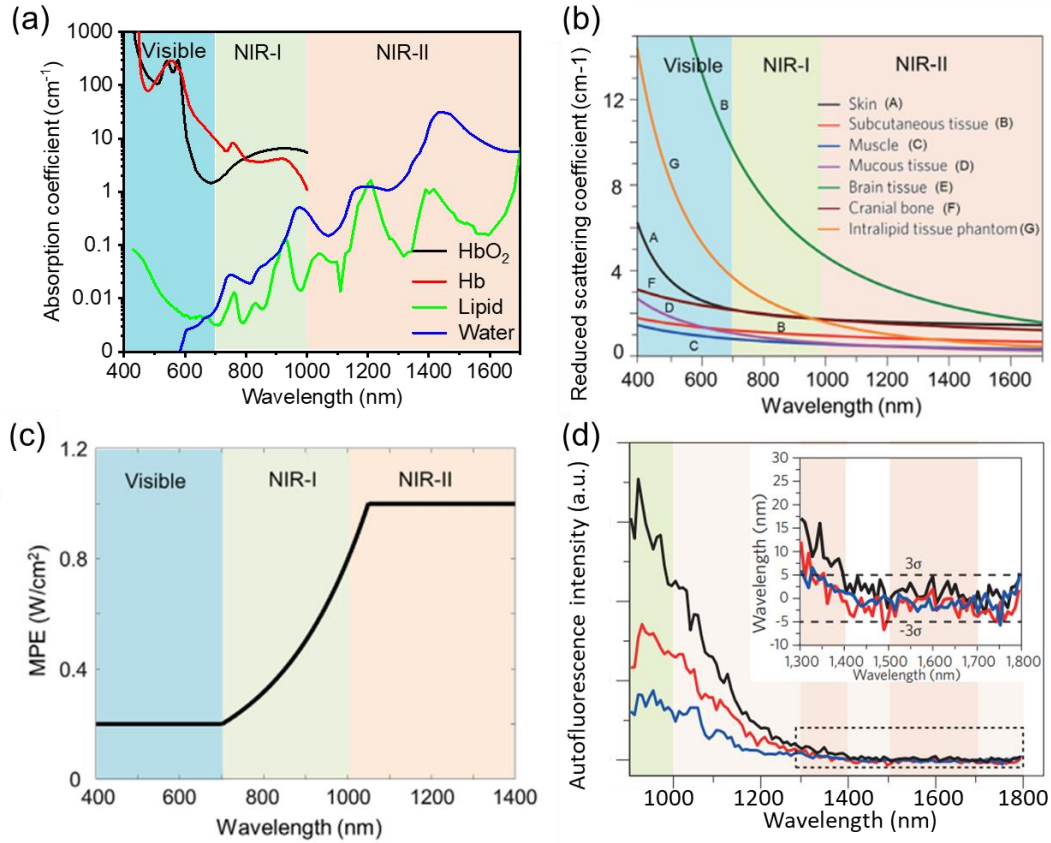 (a)
1000
100
10
1
0.1
0.01
0
Absorption coefficient (cm⁻¹)
Visible
NIR-I
NIR-II
HbO₂
Hb
Lipid
Water
400 600 800 1000 1200 1400 1600
Wavelength (nm)
(b)
12
8
4
0
Reduced scattering coefficient (cm-1)
Visible
NIR-I
NIR-II
B
G
A
F
D
B
C
Skin (A)
Subcutaneous tissue (B)
Muscle (C)
Mucous tissue (D)
Brain tissue (E)
Cranial bone (F)
Intralipid tissue phantom(G)
400 600 800 1000 1200 1400 1600
Wavelength (nm)
(c)
1.2
0.8
0.4
0
MPE (W/cm²)
Visible
NIR-I
NIR-II
400 600 800 1000 1200 1400
Wavelength (nm)
(d)
Autofluorescence intensity (a.u.)
1000 1200 1400 1600 1800
Wavelength (nm)
30
25
20
15
10
5
0
-5
-10
Wavelength (nm)
3σ
-3σ
1,300 1,400 1,500 1,600 1,700 1,800
Wavelength (nm)